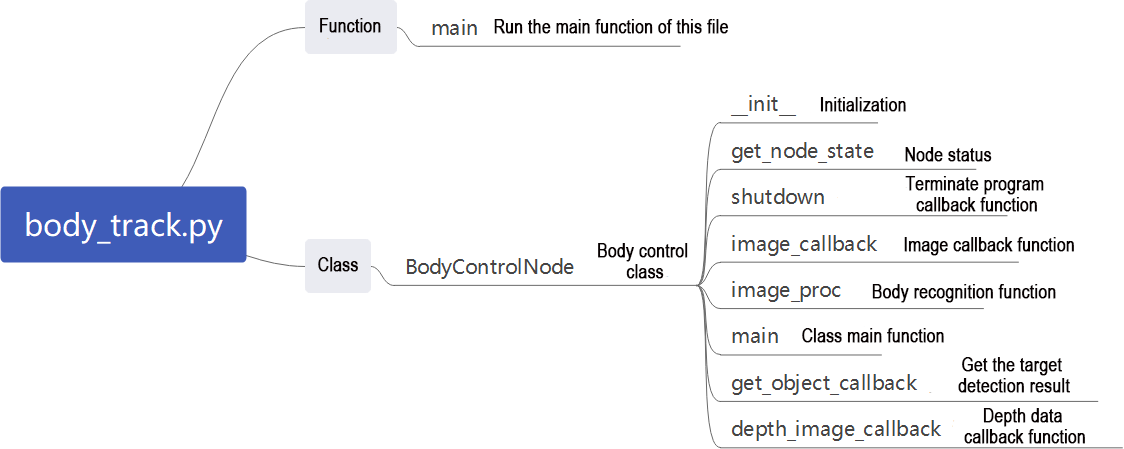 Function
main Run the main function of this file
body_track.py
Class
BodyControlNode
Body control
class
__init__ Initialization
get_node_state Node status
shutdown
Terminate program
callback function
image_callback Image callback function
image_proc Body recognition function
main Class main function
get_object_callback
Get the target
detection result
depth_image_callback
Depth data
callback function